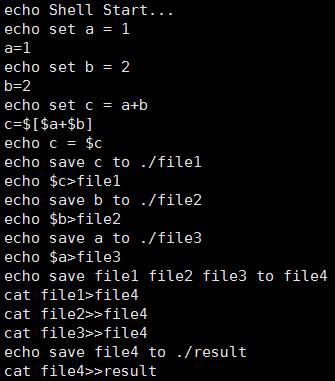 echo Shell Start...
echo set a = 1
a=1
echo set b = 2
b=2
echo set c = a+b
c=$[$a+$b]
echo c = $c
echo save c to ./file1
echo $c>file1
echo save b to ./file2
echo $b>file2
echo save a to ./file3
echo $a>file3
echo save file1 file2 file3 to file4
cat file1>file4
cat file2>>file4
cat file3>>file4
echo save file4 to ./result
cat file4>>result